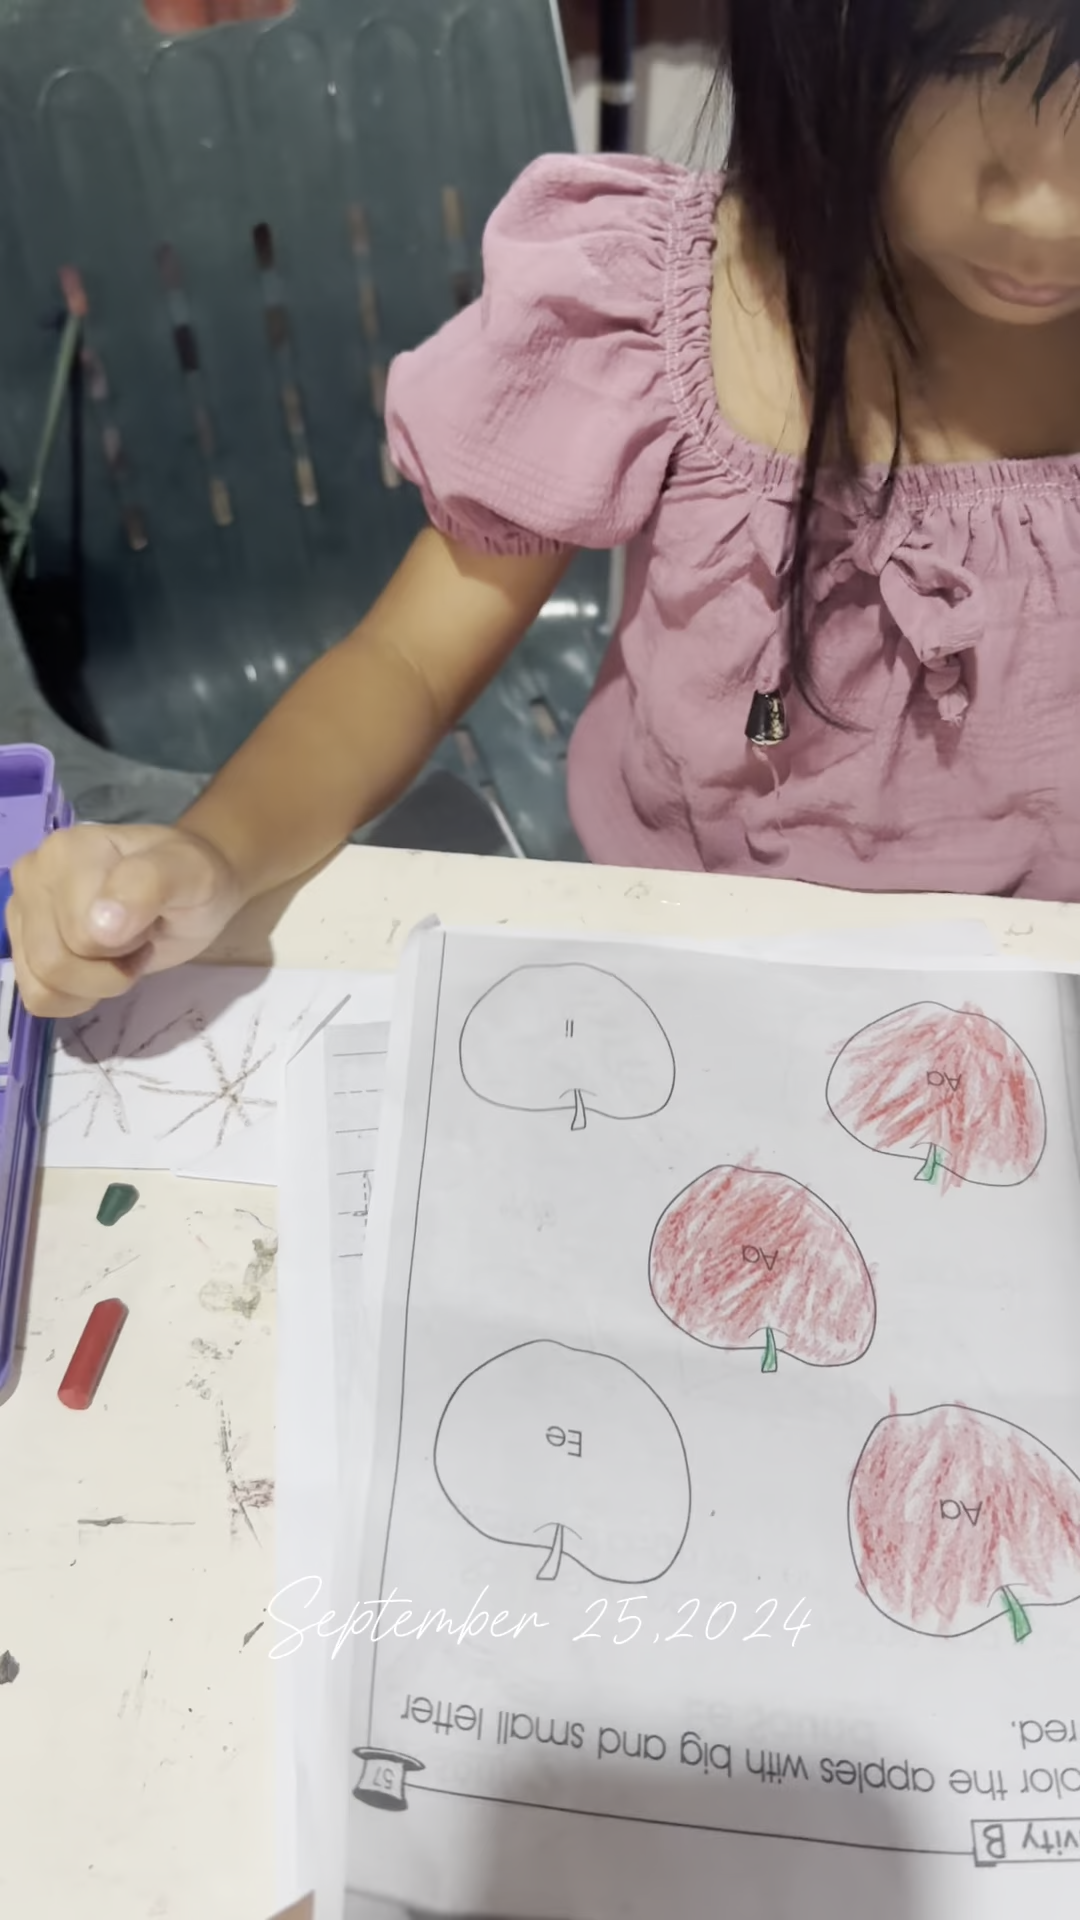 vity B
57
olor the apples with big and small letter
red.
Aa
Ee
Aa
Aa
Ii
September 25, 2024